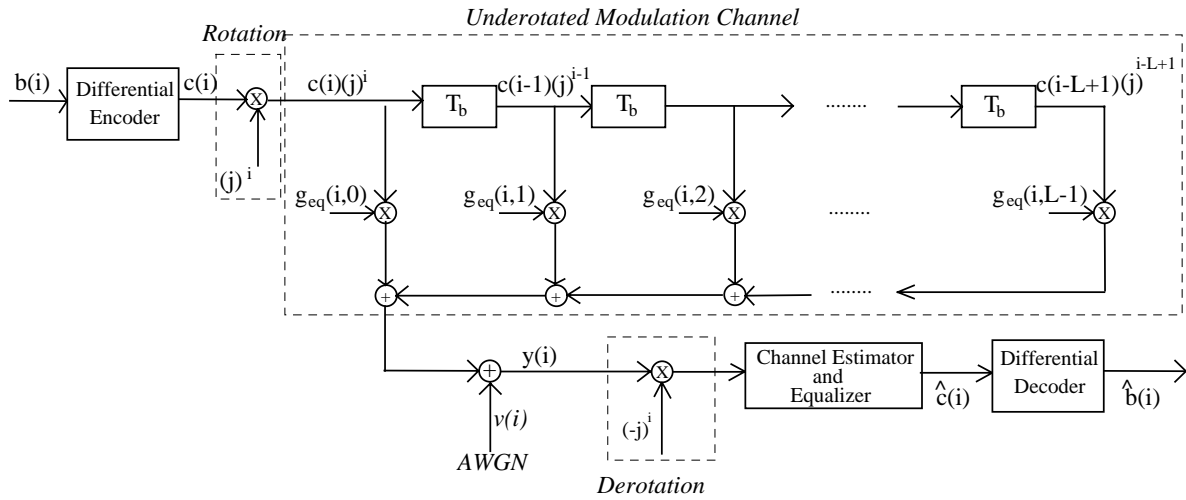 Underotated Modulation Channel
Rotation
b(i)
Differential
Encoder
c(i)
X
(j)^i
c(i)(j)^i
T_b
c(i-1)(j)^{i-1}
T_b
........
T_b
c(i-L+1)(j)^{i-L+1}
g_eq(i,0)
X
g_eq(i,1)
X
g_eq(i,2)
X
........
g_eq(i,L-1)
X
+
+
+
........
+
y(i)
v(i)
AWGN
X
(-j)^i
Derotation
Channel Estimator
and
Equalizer
ĉ(i)
Differential
Decoder
b̂(i)